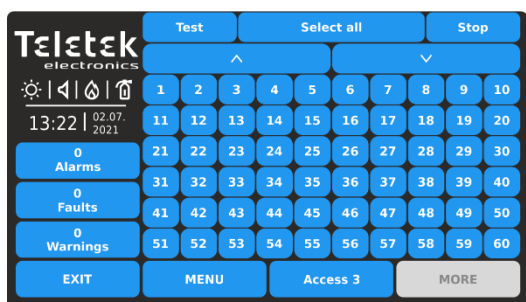 Teletek
electronics
13:22
02.07.
2021
0
Alarms
0
Faults
0
Warnings
EXIT
Test
Select all
Stop
1 2 3 4 5 6 7 8 9 10
11 12 13 14 15 16 17 18 19 20
21 22 23 24 25 26 27 28 29 30
31 32 33 34 35 36 37 38 39 40
41 42 43 44 45 46 47 48 49 50
51 52 53 54 55 56 57 58 59 60
MENU
Access 3
MORE